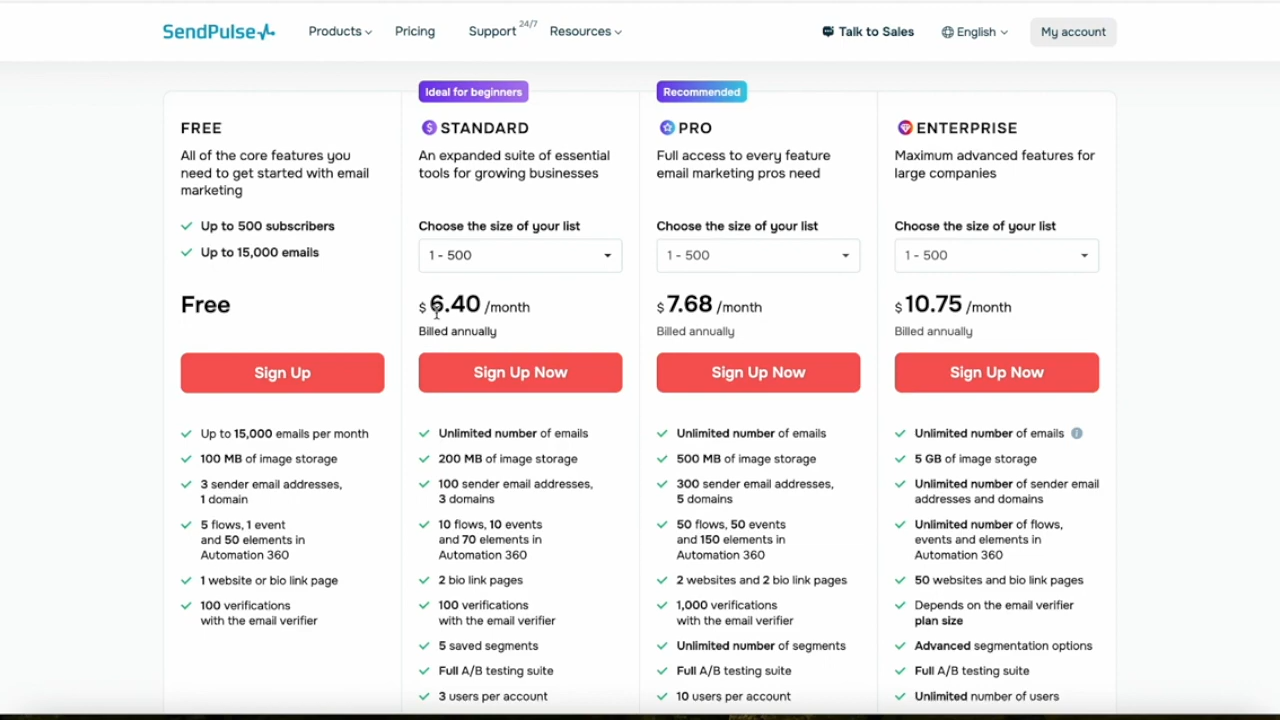 SendPulse
Products
Pricing
Support 24/7
Resources
Talk to Sales
English
My account
FREE
All of the core features you
need to get started with email
marketing
Up to 500 subscribers
Up to 15,000 emails
Free
Sign Up
Up to 15,000 emails per month
100 MB of image storage
3 sender email addresses,
1 domain
5 flows, 1 event
and 50 elements in
Automation 360
1 website or bio link page
100 verifications
with the email verifier
Ideal for beginners
STANDARD
An expanded suite of essential
tools for growing businesses
Choose the size of your list
1 - 500
$ 6.40 /month
Billed annually
Sign Up Now
Unlimited number of emails
200 MB of image storage
100 sender email addresses,
3 domains
10 flows, 10 events
and 70 elements in
Automation 360
2 bio link pages
100 verifications
with the email verifier
5 saved segments
Full A/B testing suite
3 users per account
Recommended
PRO
Full access to every feature
email marketing pros need
Choose the size of your list
1 - 500
$ 7.68 /month
Billed annually
Sign Up Now
Unlimited number of emails
500 MB of image storage
300 sender email addresses,
5 domains
50 flows, 50 events
and 150 elements in
Automation 360
2 websites and 2 bio link pages
1,000 verifications
with the email verifier
Unlimited number of segments
Full A/B testing suite
10 users per account
ENTERPRISE
Maximum advanced features for
large companies
Choose the size of your list
1 - 500
$ 10.75 /month
Billed annually
Sign Up Now
Unlimited number of emails
5 GB of image storage
Unlimited number of sender email
addresses and domains
Unlimited number of flows,
events and elements in
Automation 360
50 websites and bio link pages
Depends on the email verifier
plan size
Advanced segmentation options
Full A/B testing suite
Unlimited number of users